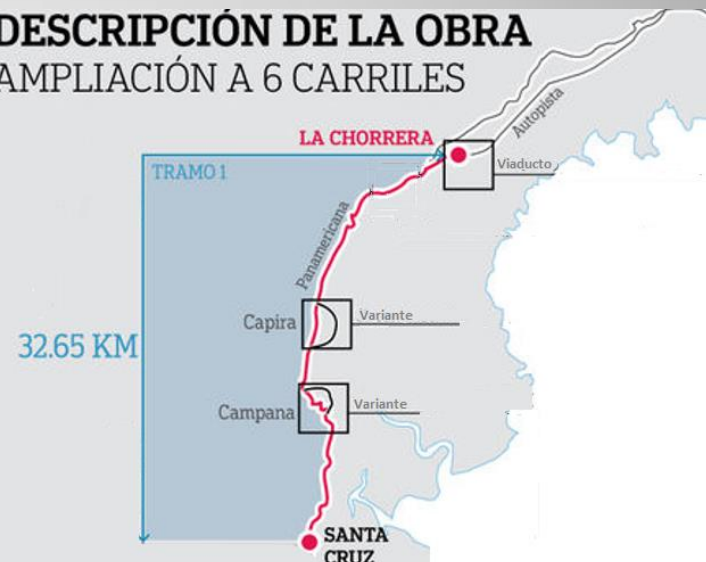 DESCRIPCIÓN DE LA OBRA
AMPLIACIÓN A 6 CARRILES
LA CHORRERA
Autopista
TRAMO 1
Viaducto
Panamericana
Capira
Variante
32.65 KM
Campana
Variante
SANTA
CRUZ